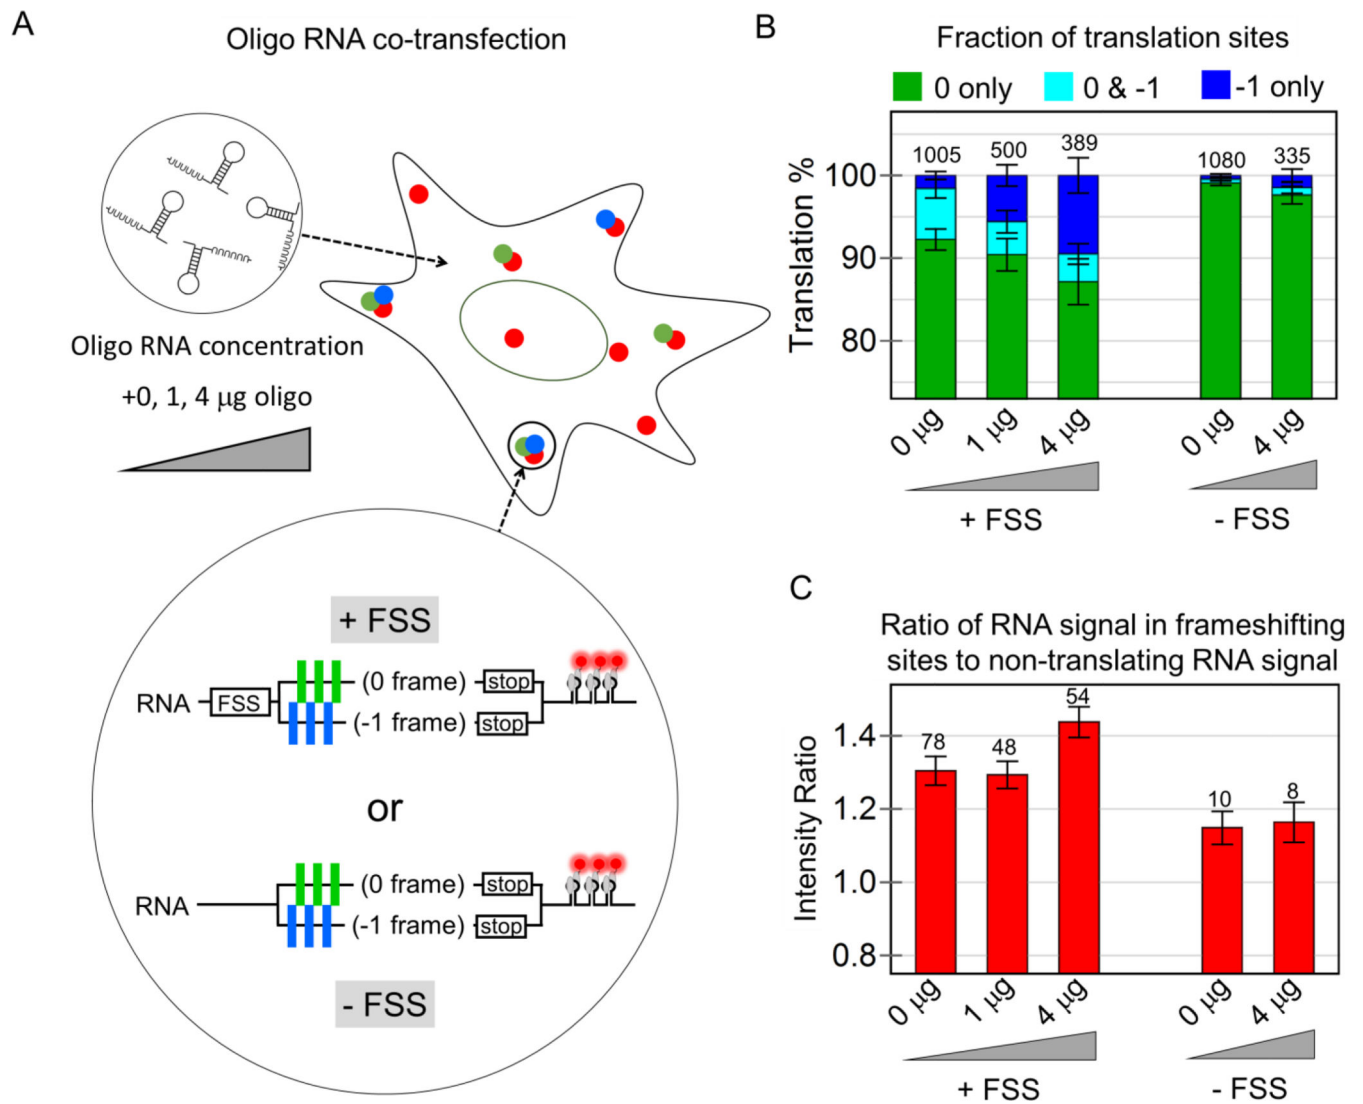 A
Oligo RNA co-transfection
Oligo RNA concentration
+0, 1, 4 μg oligo
+ FSS
RNA
FSS
(0 frame)
stop
(-1 frame)
stop
or
RNA
(0 frame)
stop
(-1 frame)
stop
- FSS
B
Fraction of translation sites
0 only
0 & -1
-1 only
Translation %
100
90
80
1005
500
389
1080
335
0 μg
1 μg
4 μg
0 μg
4 μg
+ FSS
- FSS
C
Ratio of RNA signal in frameshifting
sites to non-translating RNA signal
Intensity Ratio
1.4
1.2
1.0
0.8
78
48
54
10
8
0 μg
1 μg
4 μg
0 μg
4 μg
+ FSS
- FSS